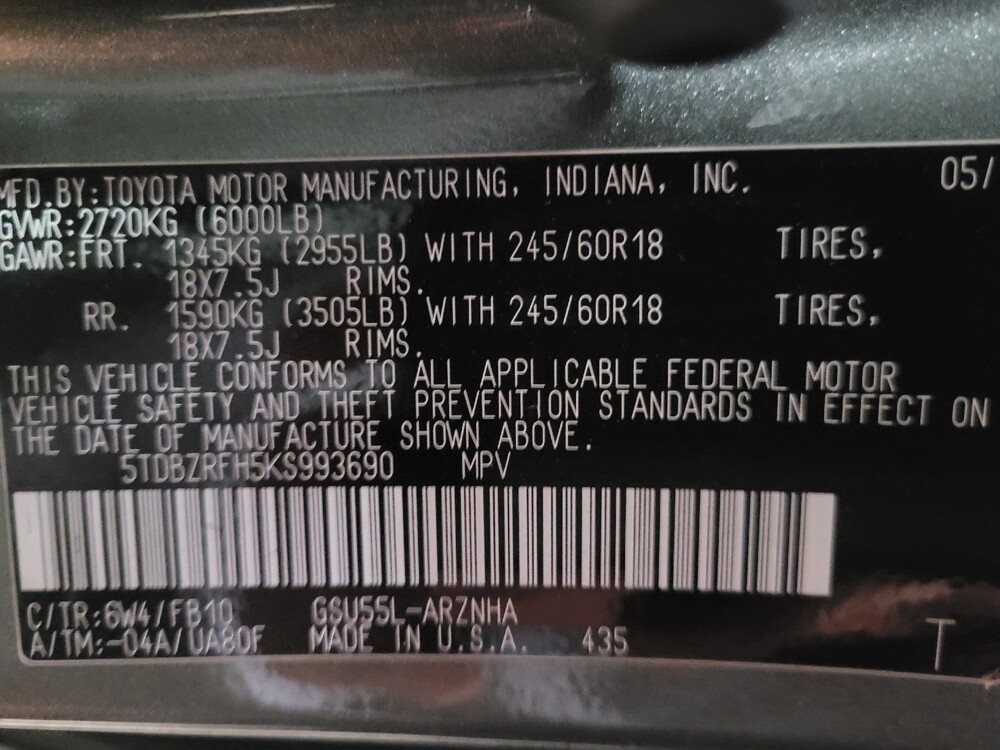 MFD.BY:TOYOTA MOTOR MANUFACTURING, INDIANA, INC. 05/
GVWR:2720KG (6000LB)
GAWR:FRT. 1345KG (2955LB) WITH 245/60R18 TIRES,
18X7.5J RIMS.
RR. 1590KG (3505LB) WITH 245/60R18 TIRES,
18X7.5J RIMS.
THIS VEHICLE CONFORMS TO ALL APPLICABLE FEDERAL MOTOR
VEHICLE SAFETY AND THEFT PREVENTION STANDARDS IN EFFECT ON
THE DATE OF MANUFACTURE SHOWN ABOVE.
5TDBZRFH5KS993690 MPV
C/TR:6W4/FB10 GSU55L-ARZNHA
A/TM:-04A/UA80F MADE IN U.S.A. 435 T